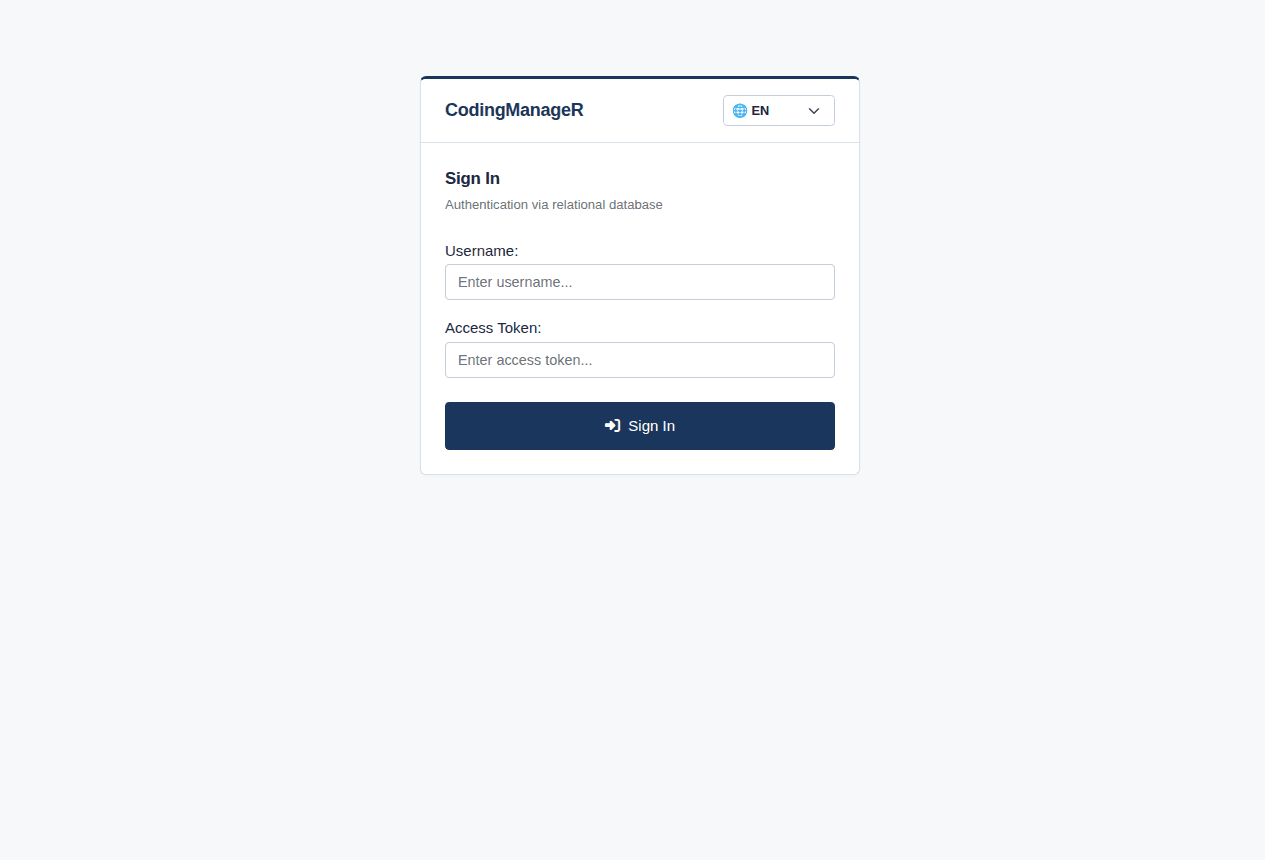 CodingManageR
🌐 EN
Sign In
Authentication via relational database
Username:
Enter username...
Access Token:
Enter access token...
Sign In